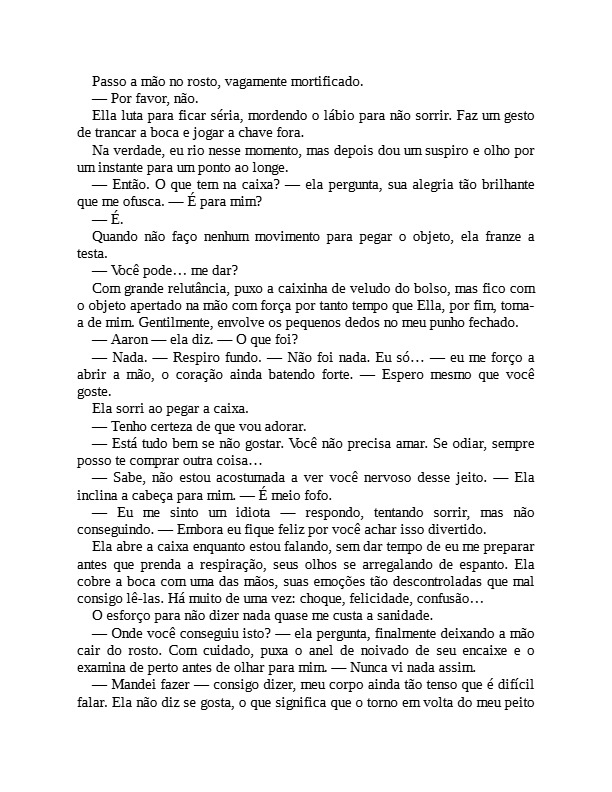 Passo a mão no rosto, vagamente mortificado.
— Por favor, não.
Ella luta para ficar séria, mordendo o lábio para não sorrir. Faz um gesto
de trancar a boca e jogar a chave fora.
Na verdade, eu rio nesse momento, mas depois dou um suspiro e olho por
um instante para um ponto ao longe.
— Então. O que tem na caixa? — ela pergunta, sua alegria tão brilhante
que me ofusca. — É para mim?
— É.
Quando não faço nenhum movimento para pegar o objeto, ela franze a
testa.
— Você pode… me dar?
Com grande relutância, puxo a caixinha de veludo do bolso, mas fico com
o objeto apertado na mão com força por tanto tempo que Ella, por fim, toma-
a de mim. Gentilmente, envolve os pequenos dedos no meu punho fechado.
— Aaron — ela diz. — O que foi?
— Nada. — Respiro fundo. — Não foi nada. Eu só… — eu me forço a
abrir a mão, o coração ainda batendo forte. — Espero mesmo que você
goste.
Ela sorri ao pegar a caixa.
— Tenho certeza de que vou adorar.
— Está tudo bem se não gostar. Você não precisa amar. Se odiar, sempre
posso te comprar outra coisa…
— Sabe, não estou acostumada a ver você nervoso desse jeito. — Ela
inclina a cabeça para mim. — É meio fofo.
— Eu me sinto um idiota — respondo, tentando sorrir, mas não
conseguindo. — Embora eu fique feliz por você achar isso divertido.
Ela abre a caixa enquanto estou falando, sem dar tempo de eu me preparar
antes que prenda a respiração, seus olhos se arregalando de espanto. Ela
cobre a boca com uma das mãos, suas emoções tão descontroladas que mal
consigo lê-las. Há muito de uma vez: choque, felicidade, confusão…
O esforço para não dizer nada quase me custa a sanidade.
— Onde você conseguiu isto? — ela pergunta, finalmente deixando a mão
cair do rosto. Com cuidado, puxa o anel de noivado de seu encaixe e o
examina de perto antes de olhar para mim. — Nunca vi nada assim.
— Mandei fazer — consigo dizer, meu corpo ainda tão tenso que é difícil
falar. Ela não diz se gosta, o que significa que o torno em volta do meu peito